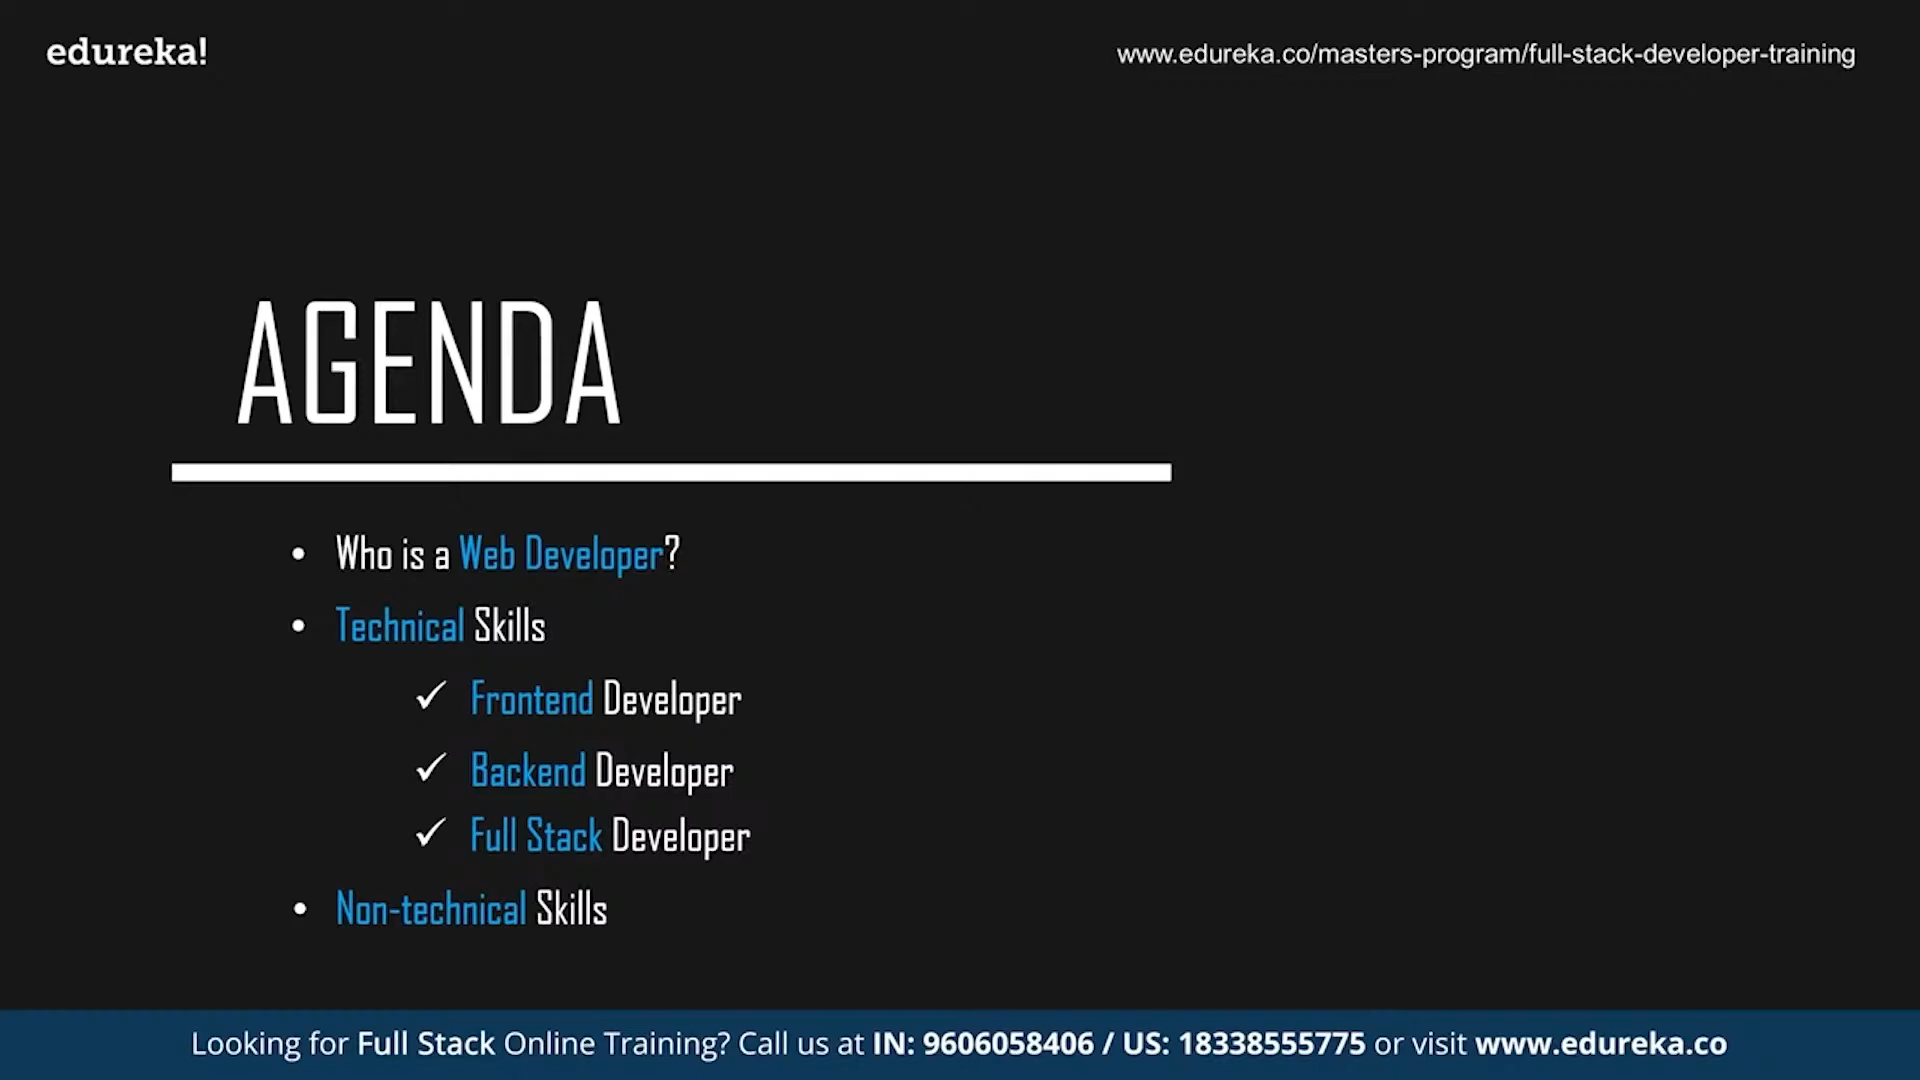 edureka!
www.edureka.co/masters-program/full-stack-developer-training
AGENDA
• Who is a Web Developer?
• Technical Skills
✓ Frontend Developer
✓ Backend Developer
✓ Full Stack Developer
• Non-technical Skills
Looking for Full Stack Online Training? Call us at IN: 9606058406 / US: 18338555775 or visit www.edureka.co